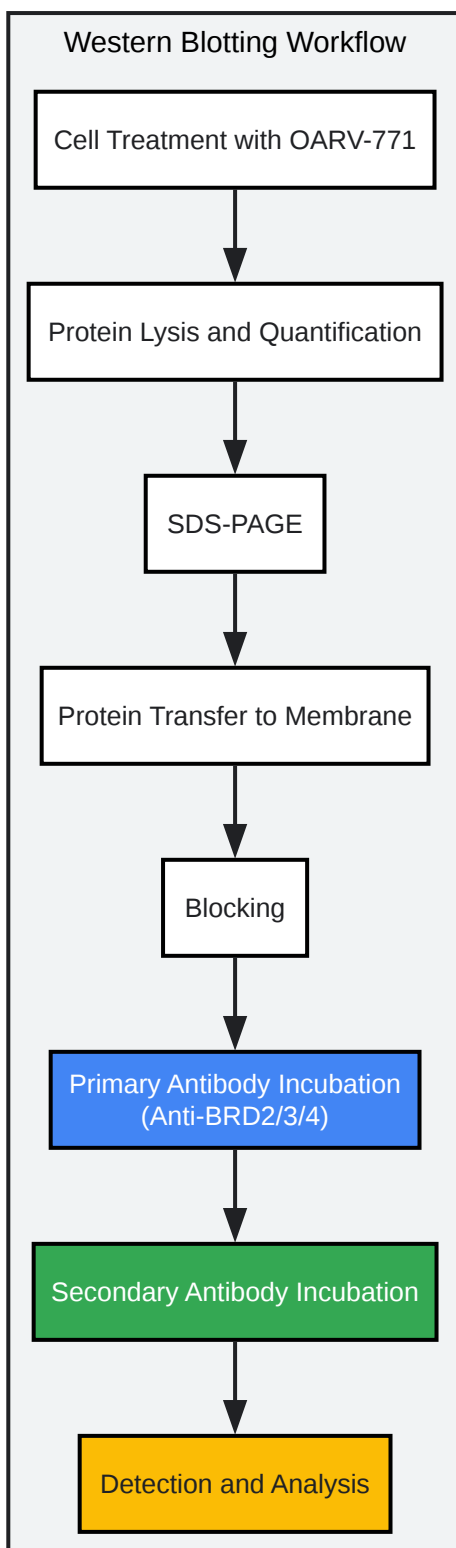 Western Blotting Workflow
Cell Treatment with OARV-771
Protein Lysis and Quantification
SDS-PAGE
Protein Transfer to Membrane
Blocking
Primary Antibody Incubation
(Anti-BRD2/3/4)
Secondary Antibody Incubation
Detection and Analysis